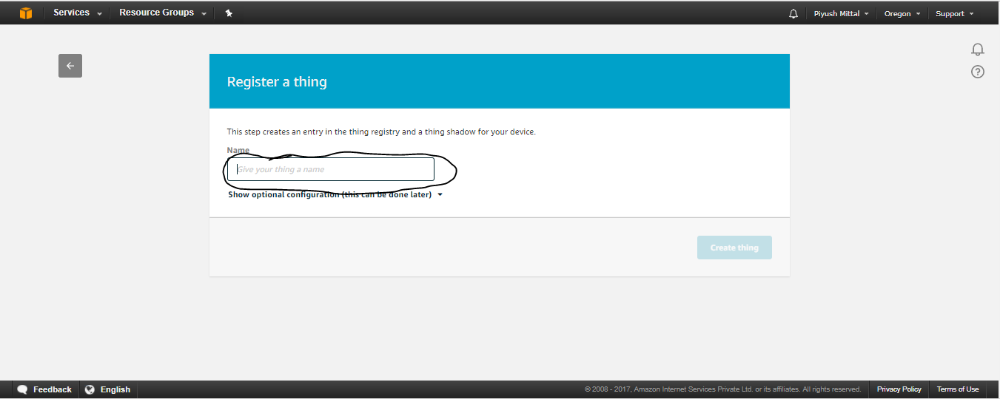 Services Resource Groups Piyush Mittal Oregon Support
Register a thing
This step creates an entry in the thing registry and a thing shadow for your device.
Name
Give your thing a name
Show optional configuration (this can be done later)
Create thing
Feedback English © 2008 - 2017, Amazon Internet Services Private Ltd. or its affiliates. All rights reserved. Privacy Policy Terms of Use